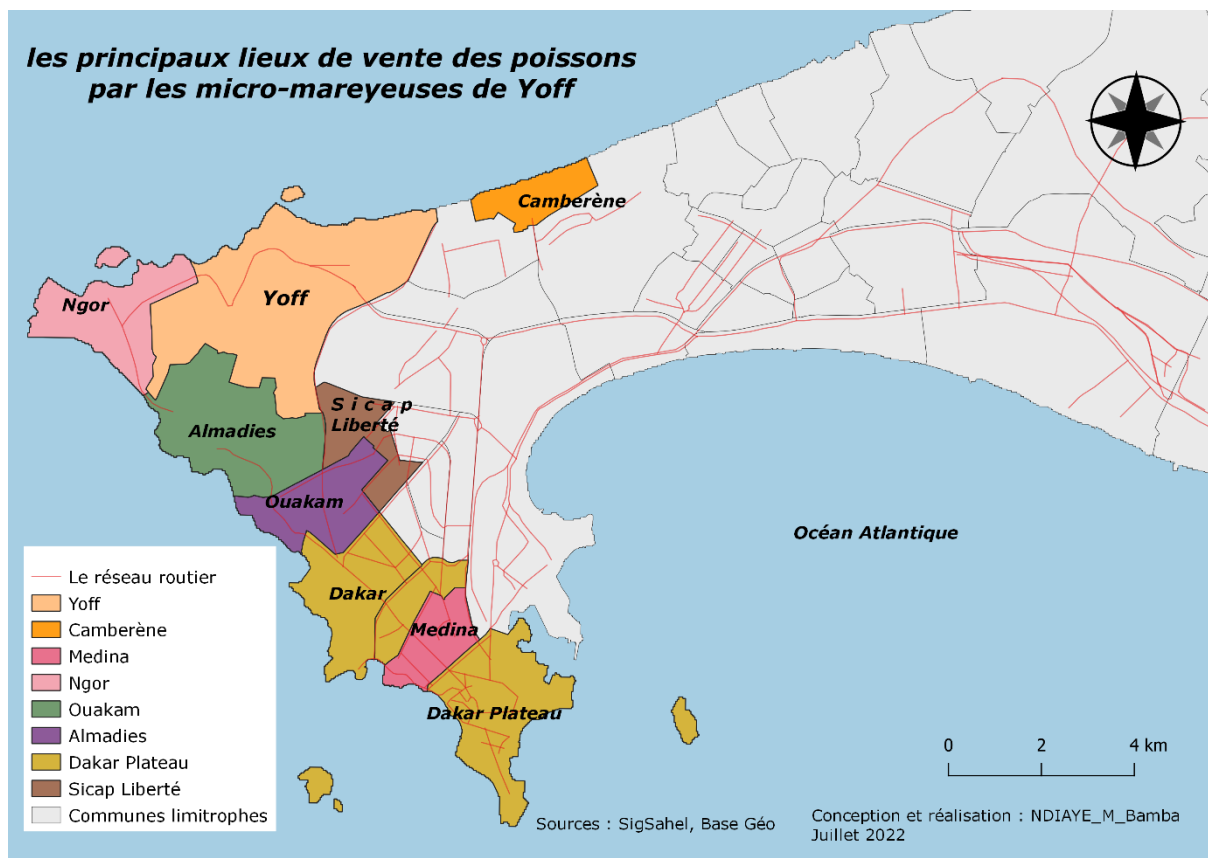 les principaux lieux de vente des poissons
par les micro-mareyeuses de Yoff
Camberène
Ngor
Yoff
S i c a p
Liberté
Almadies
Ouakam
Océan Atlantique
Dakar
Medina
Dakar Plateau
Le réseau routier
Yoff
Camberène
Medina
Ngor
Ouakam
Almadies
Dakar Plateau
Sicap Liberté
Communes limitrophes
0 2 4 km
Sources : SigSahel, Base Géo
Conception et réalisation : NDIAYE_M_Bamba
Juillet 2022